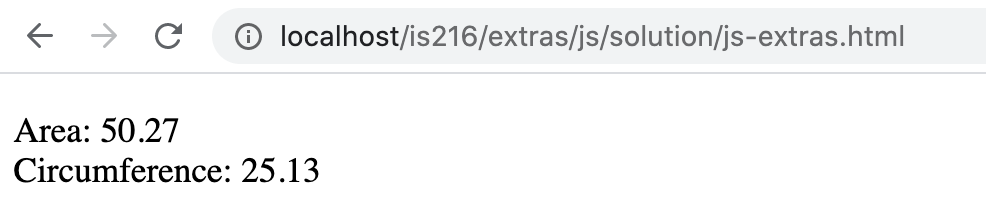 localhost/is216/extras/js/solution/js-extras.html
Area: 50.27
Circumference: 25.13